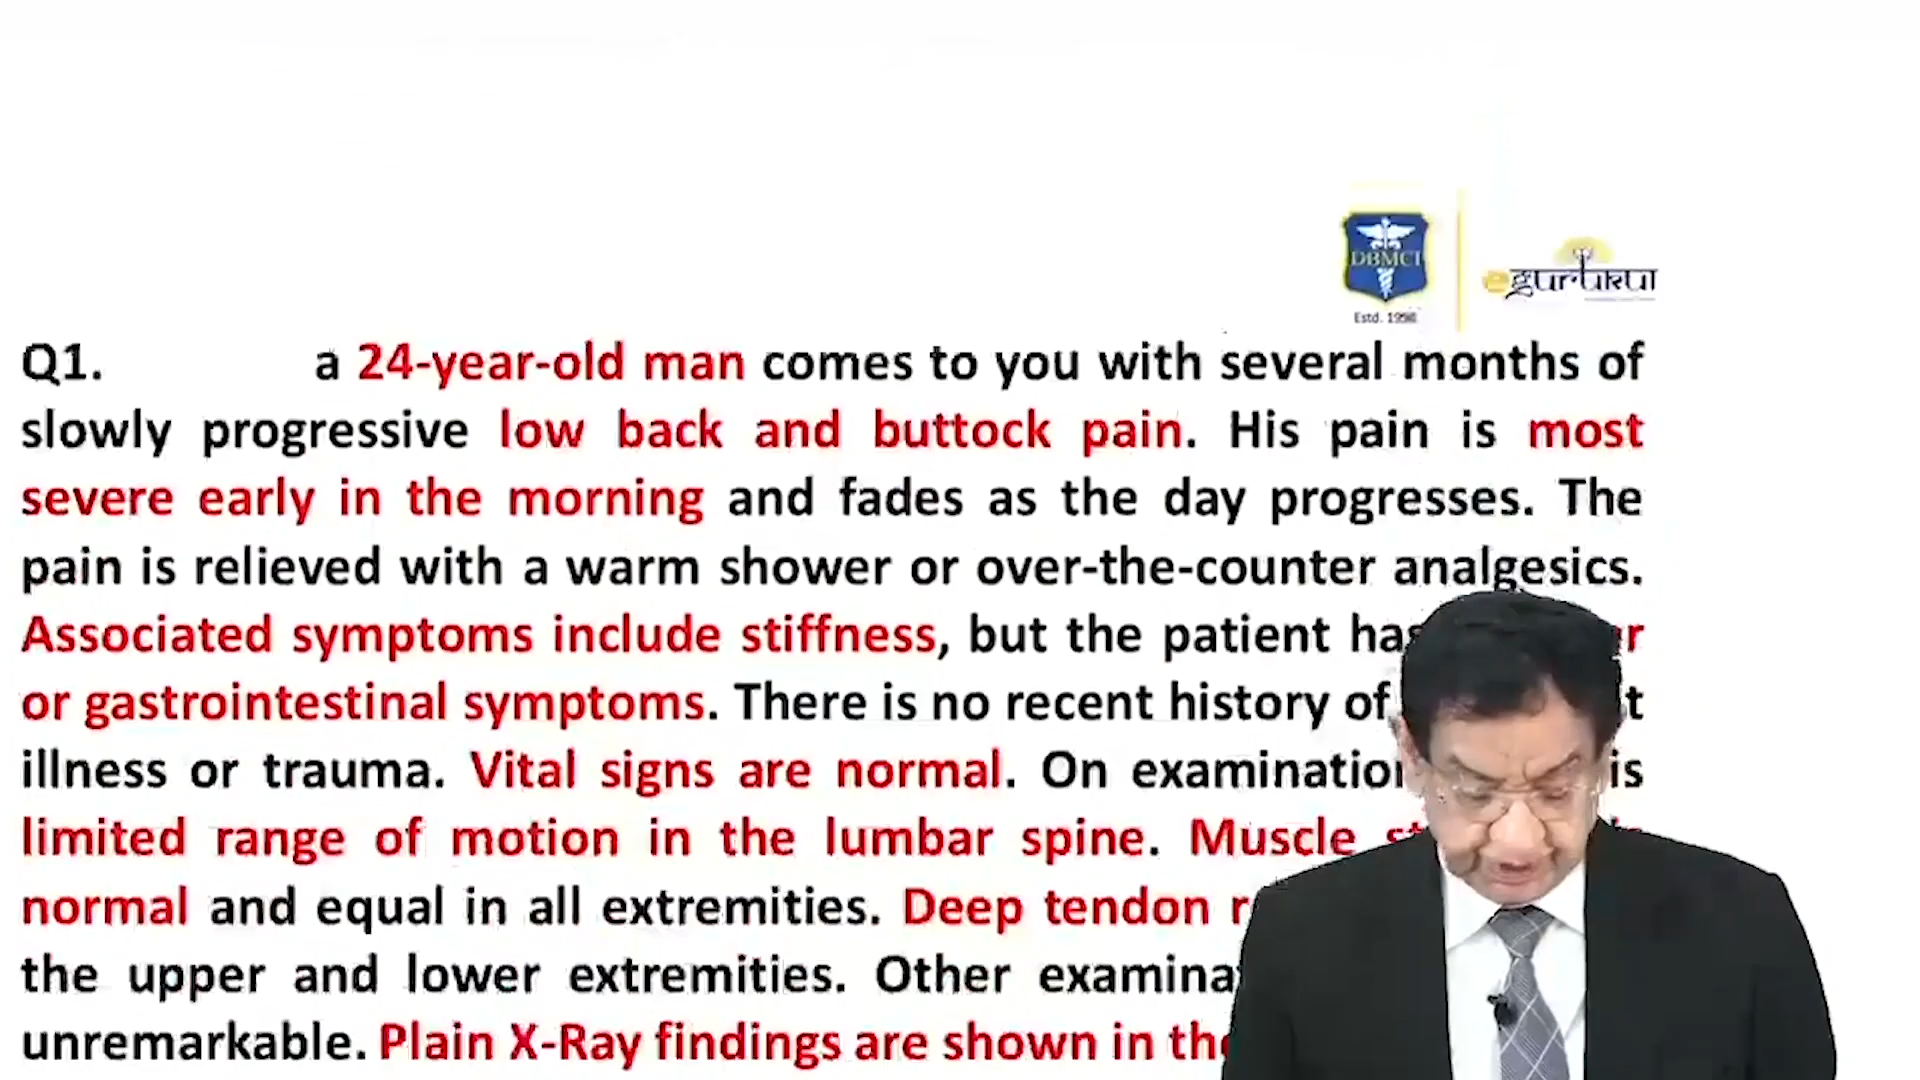 DBMCI
Estd. 1998
egurukul
Q1. a 24-year-old man comes to you with several months of
slowly progressive low back and buttock pain. His pain is most
severe early in the morning and fades as the day progresses. The
pain is relieved with a warm shower or over-the-counter analgesics.
Associated symptoms include stiffness, but the patient has
or gastrointestinal symptoms. There is no recent history of
illness or trauma. Vital signs are normal. On examination is
limited range of motion in the lumbar spine. Muscle
normal and equal in all extremities. Deep tendon
the upper and lower extremities. Other
unremarkable. Plain X-Ray findings are shown in the